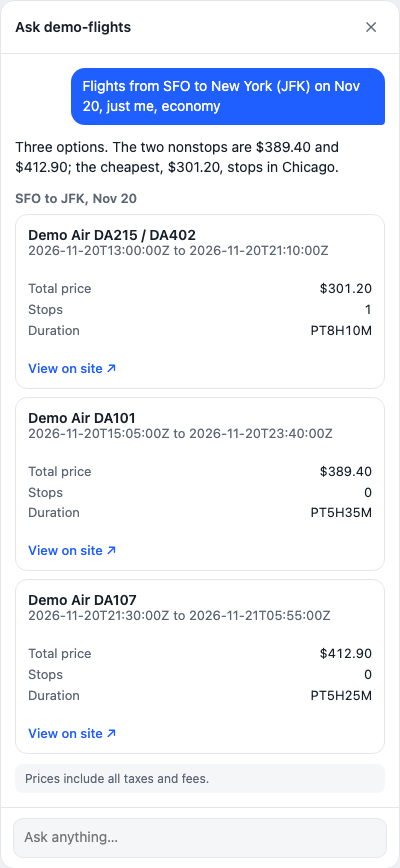 Ask demo-flights
Flights from SFO to New York (JFK) on Nov
20, just me, economy
Three options. The two nonstops are $389.40 and
$412.90; the cheapest, $301.20, stops in Chicago.
SFO to JFK, Nov 20
Demo Air DA215 / DA402
2026-11-20T13:00:00Z to 2026-11-20T21:10:00Z
Total price $301.20
Stops 1
Duration PT8H10M
View on site ↗
Demo Air DA101
2026-11-20T15:05:00Z to 2026-11-20T23:40:00Z
Total price $389.40
Stops 0
Duration PT5H35M
View on site ↗
Demo Air DA107
2026-11-20T21:30:00Z to 2026-11-21T05:55:00Z
Total price $412.90
Stops 0
Duration PT5H25M
View on site ↗
Prices include all taxes and fees.
Ask anything...